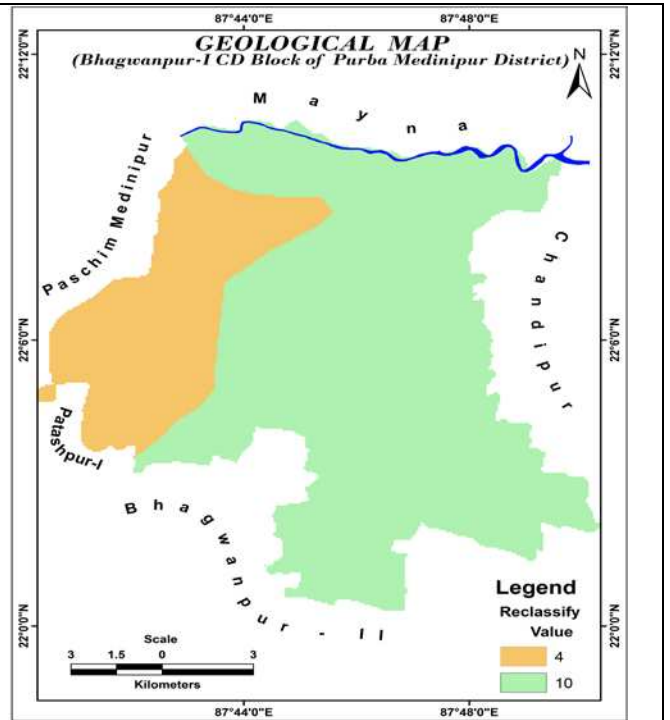 87°44'0"E 87°48'0"E
22°12'0"N 22°12'0"N
GEOLOGICAL MAP
(Bhagwanpur-I CD Block of Purba Medinipur District)
N
Mayna
Paschim Medinipur
Chandipur
22°6'0"N 22°6'0"N
Patashpur-I
Bhagwanpur-II
Legend
Reclassify
Value
4
10
22°0'0"N 22°0'0"N
Scale
3 1.5 0 3
Kilometers
87°44'0"E 87°48'0"E